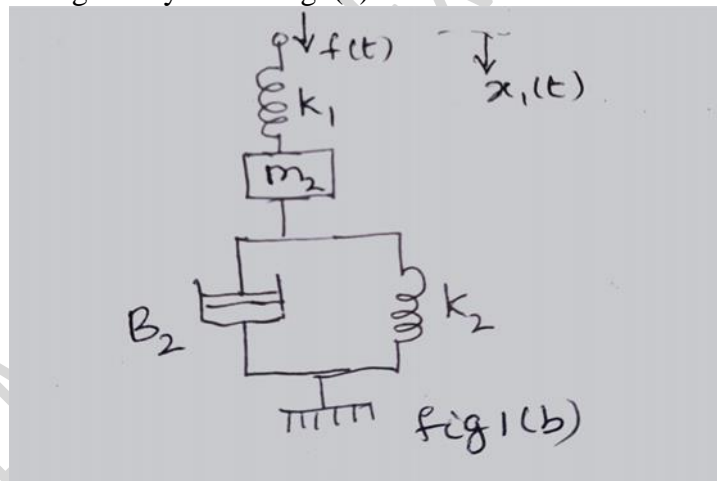 f(t)
x₁(t)
K₁
m₂
B₂
K₂
fig 1(b)